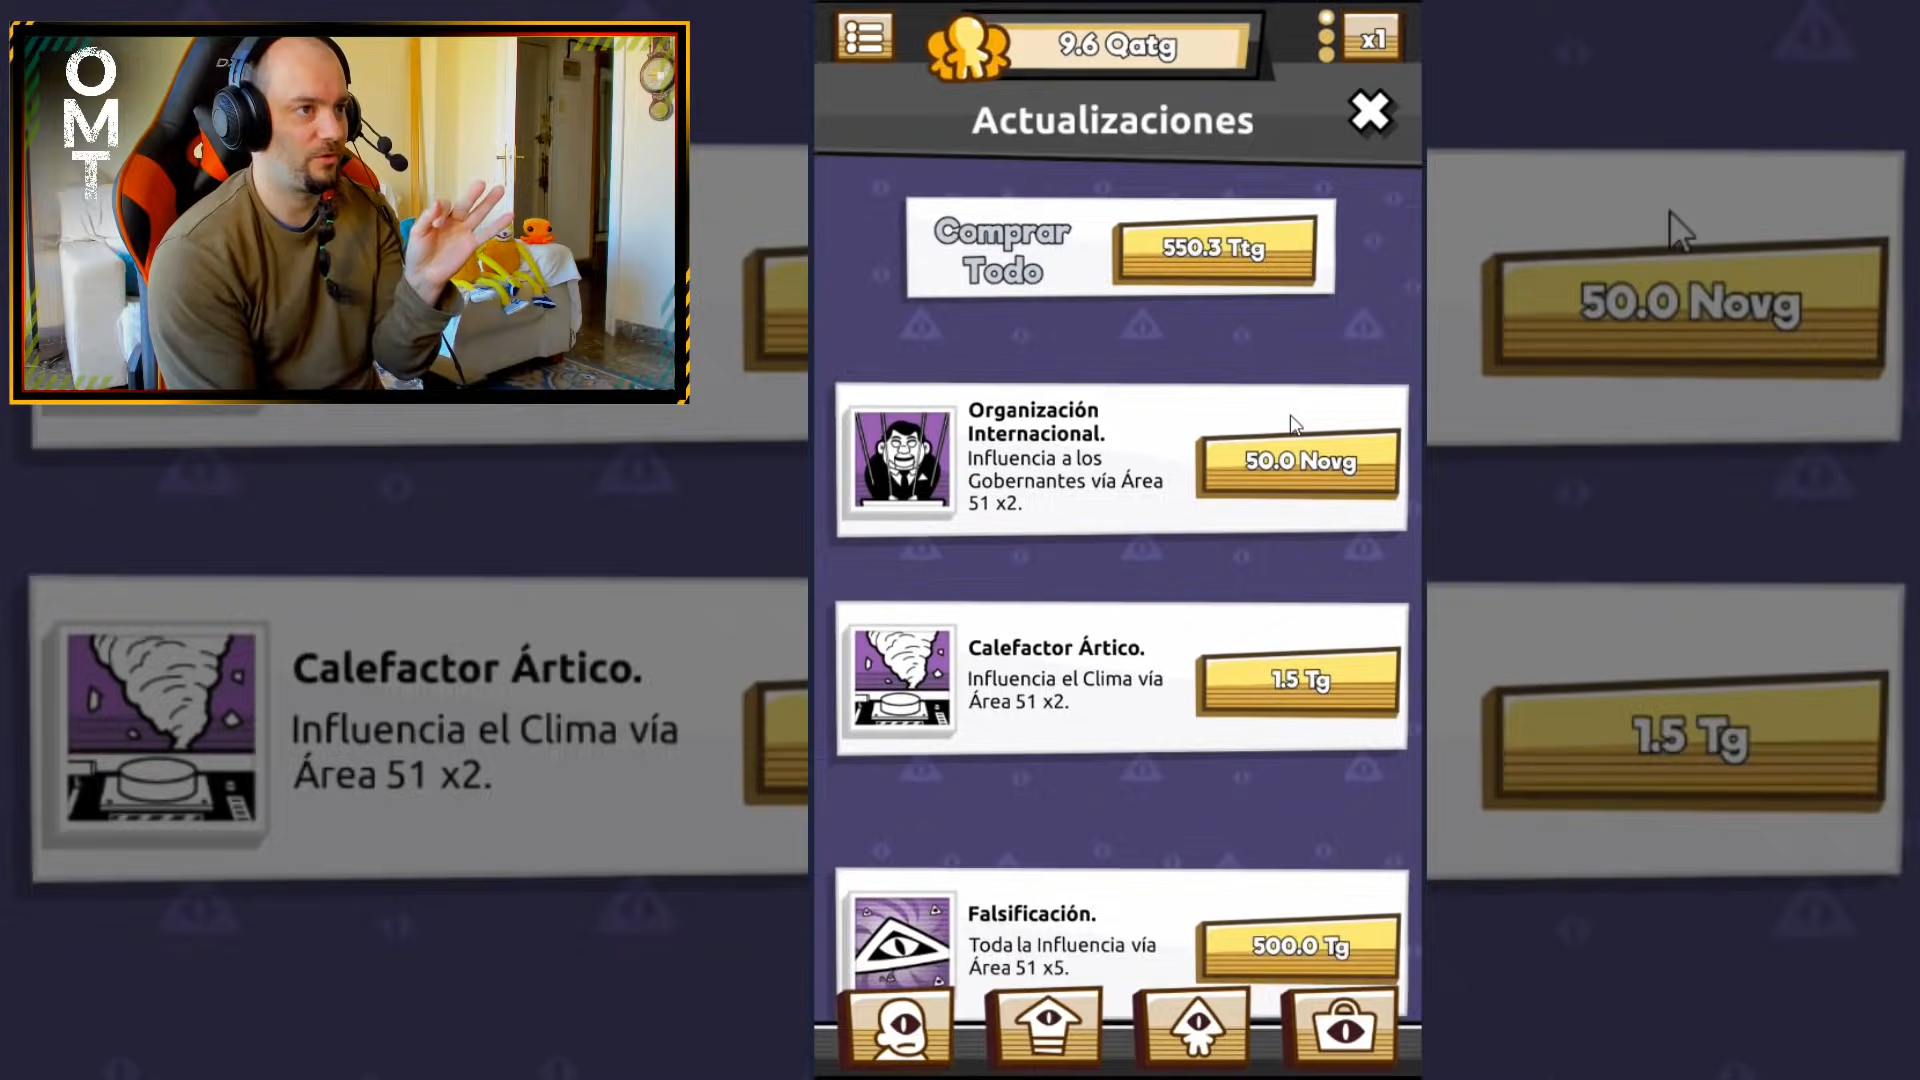 O
M
T
9.6 Qatg
x1
Actualizaciones
Comprar
Todo
550.3 Ttg
Organización
Internacional.
Influencia a los
Gobernantes vía Área
51 x2.
50.0 Novg
Calefactor Ártico.
Influencia el Clima vía
Área 51 x2.
1.5 Tg
Falsificación.
Toda la Influencia vía
Área 51 x5.
500.0 Tg
Calefactor Ártico.
Influencia el Clima vía
Área 51 x2.
50.0 Novg
1.5 Tg